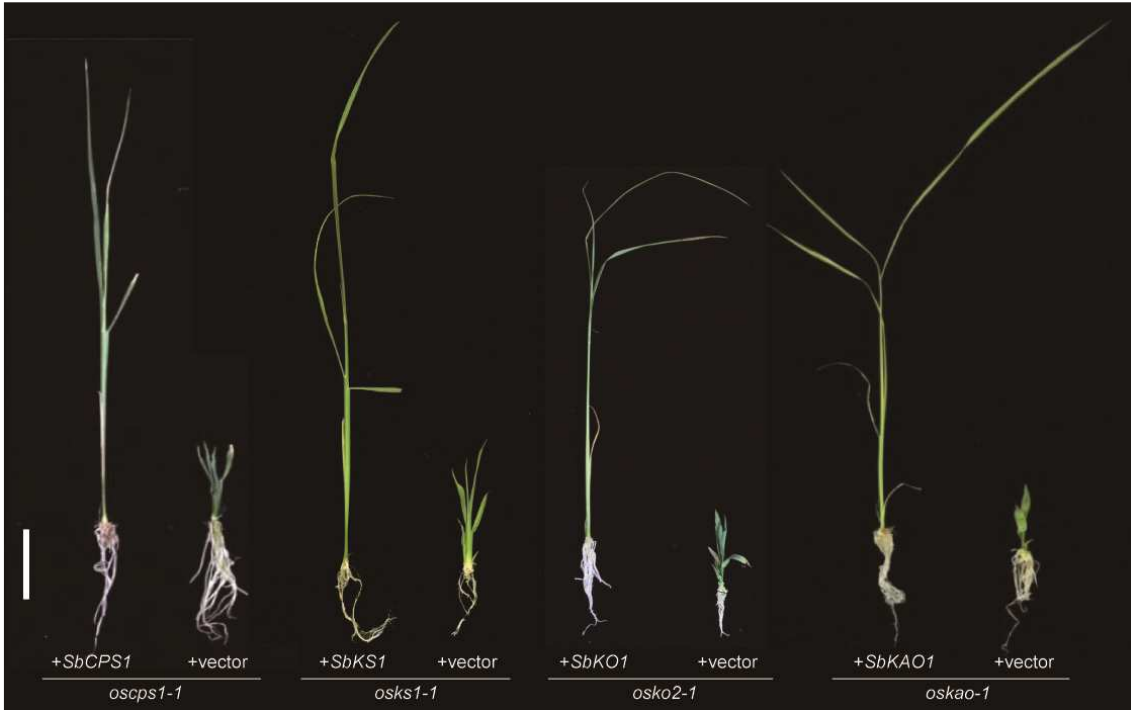 +SbCPS1 +vector +SbKS1 +vector +SbKO1 +vector +SbKAO1 +vector
oscps1-1 osks1-1 osko2-1 oskao-1